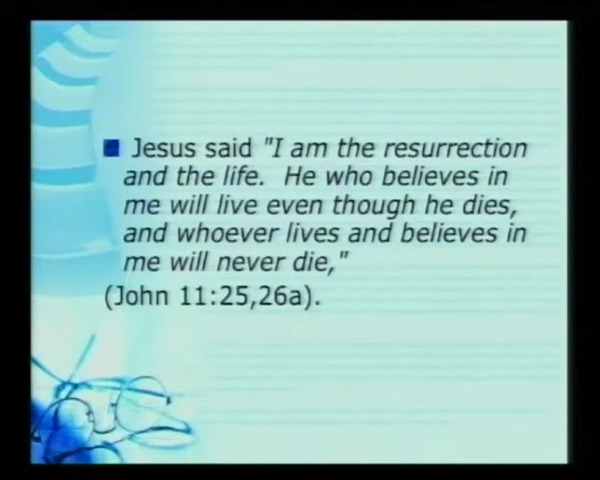 Jesus said "I am the resurrection
and the life.  He who believes in
me will live even though he dies,
and whoever lives and believes in
me will never die,"
(John 11:25,26a).